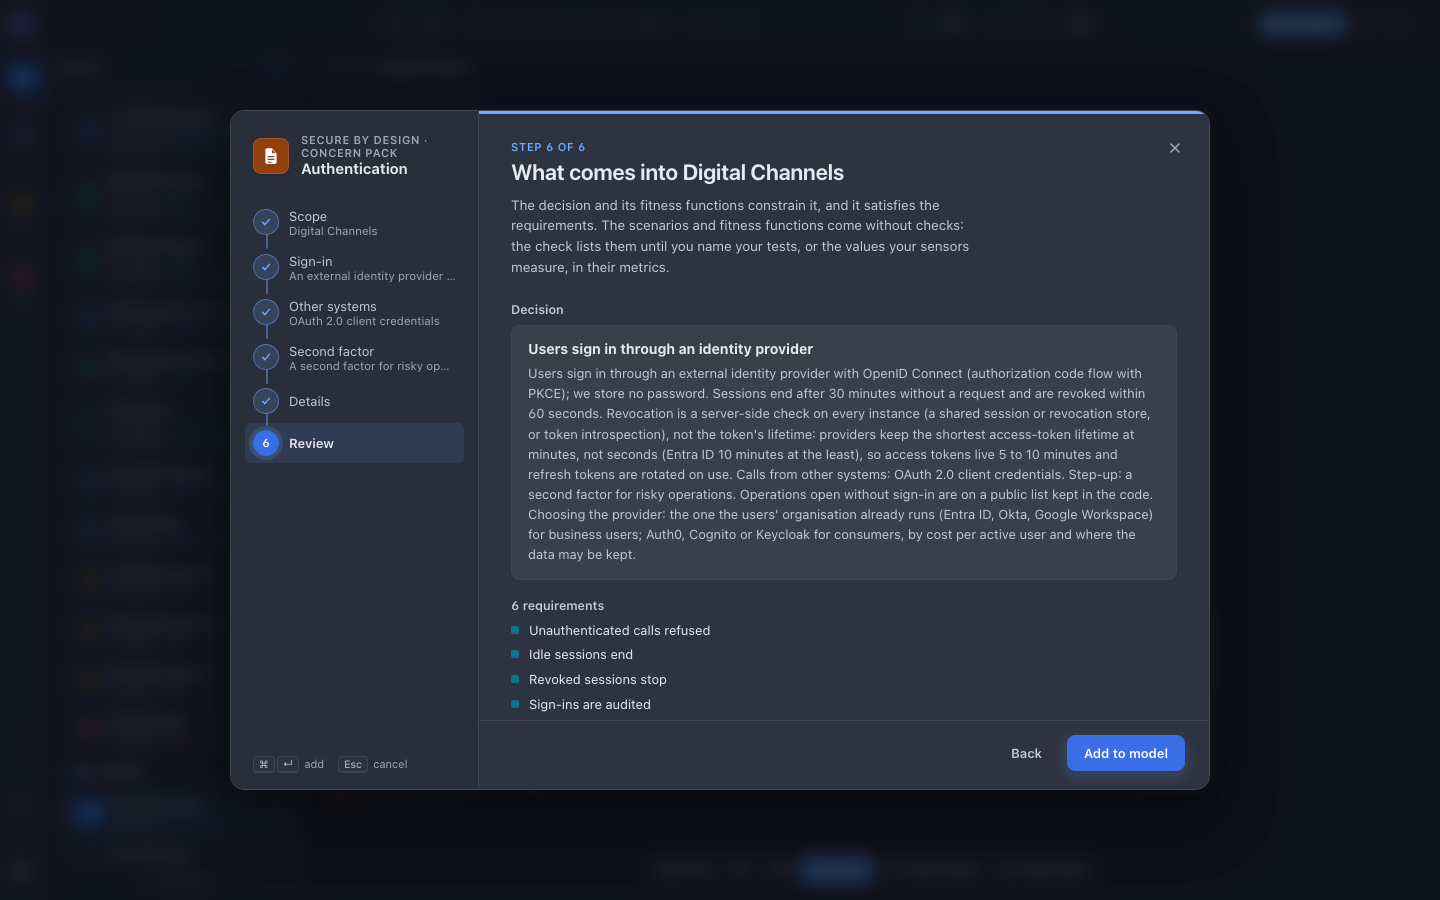 SECURE BY DESIGN ·
CONCERN PACK
Authentication
Scope
Digital Channels
Sign-in
An external identity provider ...
Other systems
OAuth 2.0 client credentials
Second factor
A second factor for risky op...
Details
6
Review
⌘ ↵ add Esc cancel
STEP 6 OF 6
What comes into Digital Channels
The decision and its fitness functions constrain it, and it satisfies the
requirements. The scenarios and fitness functions come without checks:
the check lists them until you name your tests, or the values your sensors
measure, in their metrics.
Decision
Users sign in through an identity provider
Users sign in through an external identity provider with OpenID Connect (authorization code flow with
PKCE); we store no password. Sessions end after 30 minutes without a request and are revoked within
60 seconds. Revocation is a server-side check on every instance (a shared session or revocation store,
or token introspection), not the token's lifetime: providers keep the shortest access-token lifetime at
minutes, not seconds (Entra ID 10 minutes at the least), so access tokens live 5 to 10 minutes and
refresh tokens are rotated on use. Calls from other systems: OAuth 2.0 client credentials. Step-up: a
second factor for risky operations. Operations open without sign-in are on a public list kept in the code.
Choosing the provider: the one the users' organisation already runs (Entra ID, Okta, Google Workspace)
for business users; Auth0, Cognito or Keycloak for consumers, by cost per active user and where the
data may be kept.
6 requirements
Unauthenticated calls refused
Idle sessions end
Revoked sessions stop
Sign-ins are audited
Back
Add to model